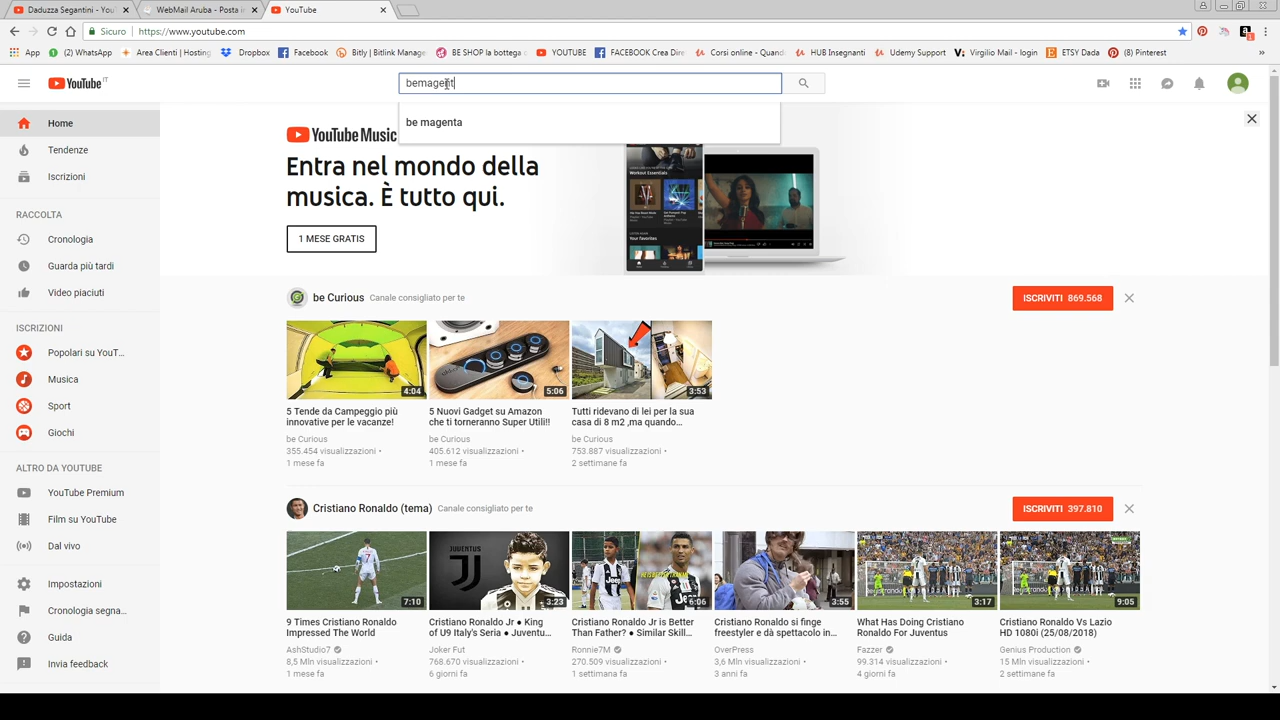 Daduzza Segantini - YouT
WebMail Aruba - Posta in
YouTube
Sicuro
https://www.youtube.com
App
(2) WhatsApp
Area Clienti | Hosting
Dropbox
Facebook
Bitly | Bitlink Manage
BE SHOP la bottega
YOUTUBE
FACEBOOK Crea Dire
Corsi online - Quand
HUB Insegnanti
Udemy Support
Virgilio Mail - login
ETSY Dada
(8) Pinterest
YouTube IT
bemagent
be magenta
Home
Tendenze
Iscrizioni
RACCOLTA
Cronologia
Guarda più tardi
Video piaciuti
ISCRIZIONI
Popolari su YouT...
Musica
Sport
Giochi
ALTRO DA YOUTUBE
YouTube Premium
Film su YouTube
Dal vivo
Impostazioni
Cronologia segna...
Guida
Invia feedback
YouTube Music
Entra nel mondo della
musica. È tutto qui.
1 MESE GRATIS
Workout Essentials
Your favorites
be Curious Canale consigliato per te
ISCRIVITI 869.568
4:04
5:06
3:53
5 Tende da Campeggio più
innovative per le vacanze!
be Curious
355.454 visualizzazioni •
1 mese fa
5 Nuovi Gadget su Amazon
che ti torneranno Super Utili!!
be Curious
405.612 visualizzazioni •
1 mese fa
Tutti ridevano di lei per la sua
casa di 8 m2 ,ma quando...
be Curious
753.887 visualizzazioni •
2 settimane fa
Cristiano Ronaldo (tema) Canale consigliato per te
ISCRIVITI 397.810
7:10
JUVENTUS
3:23
Jeep
Jeep
6:06
3:55
3:17
9:05
9 Times Cristiano Ronaldo
Impressed The World
AshStudio7
8,5 Mln visualizzazioni •
1 mese fa
Cristiano Ronaldo Jr ● King
of U9 Italy's Seria ● Juventu...
Joker Fut
768.670 visualizzazioni •
6 giorni fa
Cristiano Ronaldo Jr is Better
Than Father? ● Similar Skill...
Ronnie7M
270.509 visualizzazioni •
1 settimana fa
Cristiano Ronaldo si finge
freestyler e dà spettacolo in...
OverPress
3,6 Mln visualizzazioni •
3 anni fa
What Has Doing Cristiano
Ronaldo For Juventus
Fazzer
99.314 visualizzazioni •
4 giorni fa
Cristiano Ronaldo Vs Lazio
HD 1080i (25/08/2018)
Genius Production
15 Mln visualizzazioni •
2 settimane fa